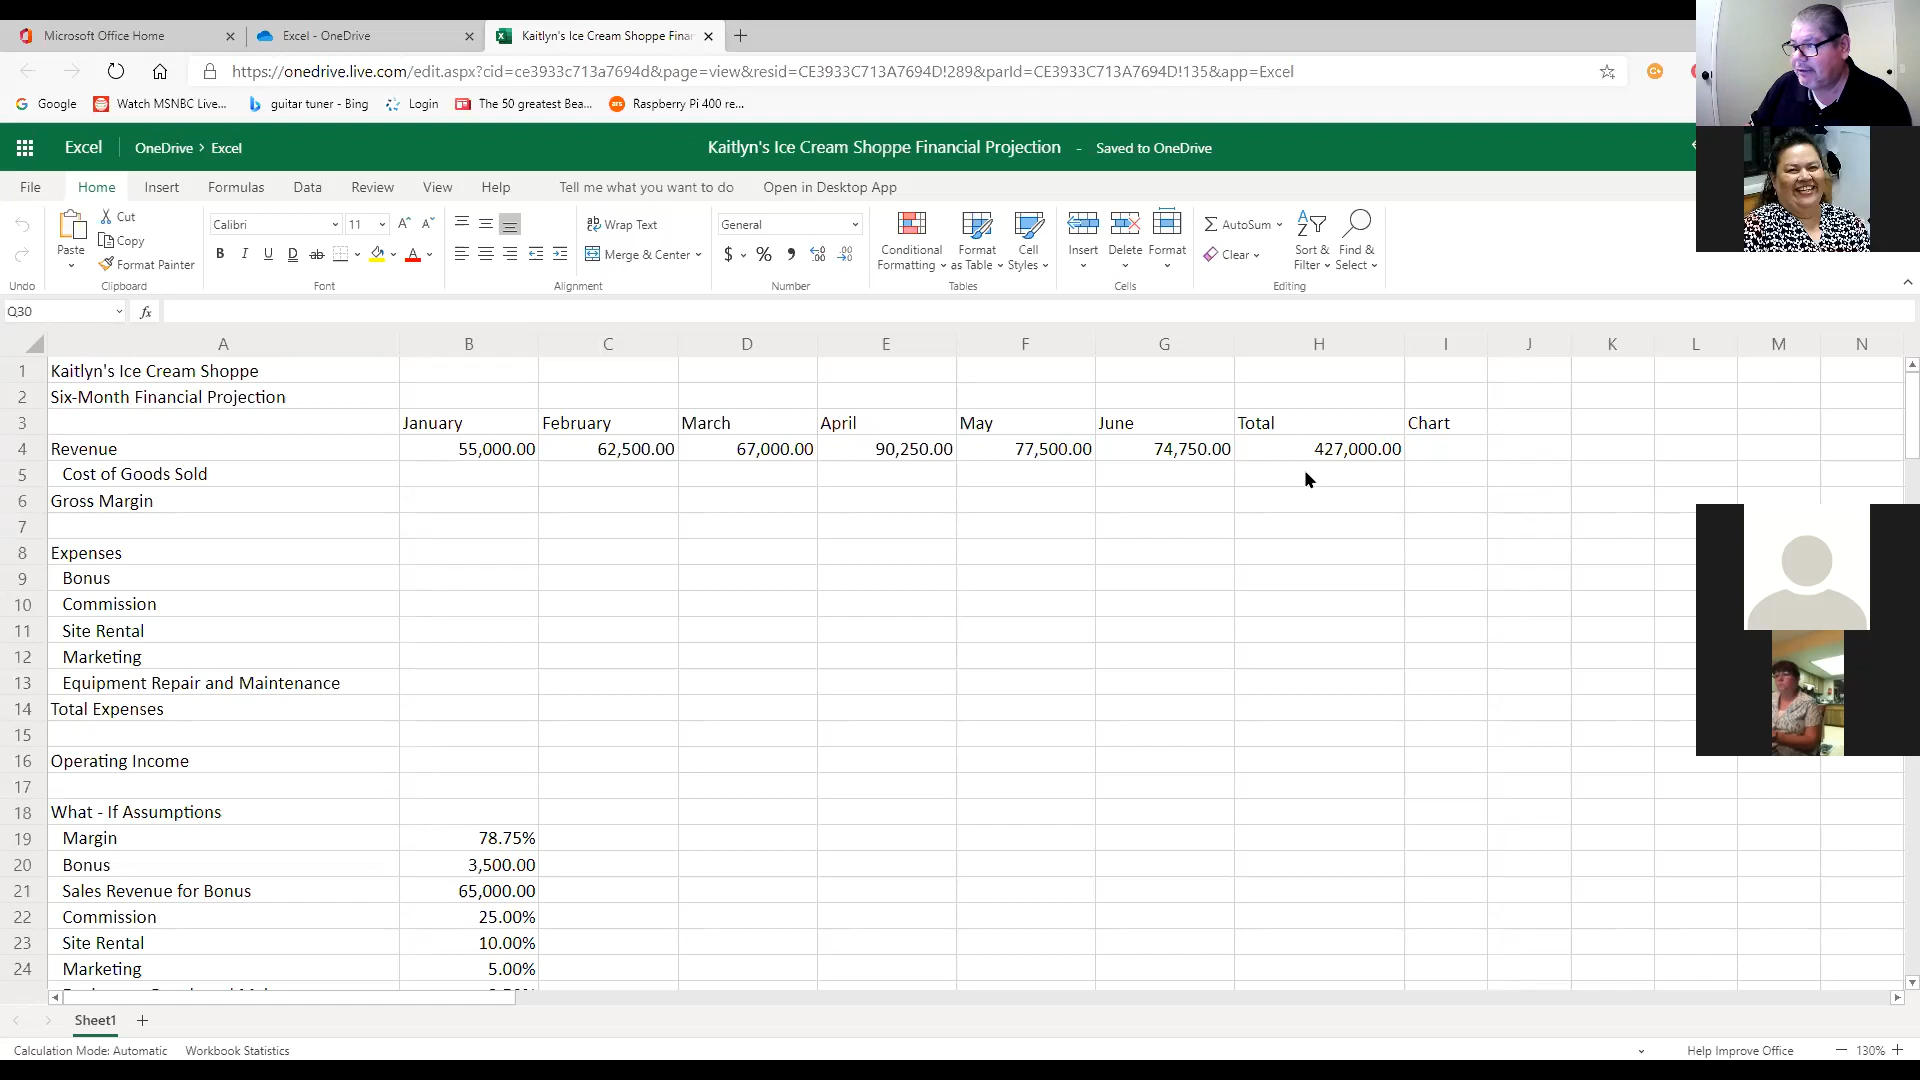 Microsoft Office Home
Excel - OneDrive
Kaitlyn's Ice Cream Shoppe Finan
https://onedrive.live.com/edit.aspx?cid=ce3933c713a7694d&page=view&resid=CE3933C713A7694D!289&parId=CE3933C713A7694D!135&app=Excel
Google Watch MSNBC Live... guitar tuner - Bing Login The 50 greatest Bea... Raspberry Pi 400 re...
Excel OneDrive > Excel Kaitlyn's Ice Cream Shoppe Financial Projection - Saved to OneDrive
File Home Insert Formulas Data Review View Help Tell me what you want to do Open in Desktop App
Paste Cut Calibri 11 Wrap Text General AutoSum
Copy B I U D ab A Merge & Center $ % Conditional Formatting Format as Table Cell Styles Insert Delete Format Clear Sort & Filter Find & Select
Format Painter
Undo Clipboard Font Alignment Number Tables Cells Editing
Q30 fx
A B C D E F G H I J K L M N
1 Kaitlyn's Ice Cream Shoppe
2 Six-Month Financial Projection
3 January February March April May June Total Chart
4 Revenue 55,000.00 62,500.00 67,000.00 90,250.00 77,500.00 74,750.00 427,000.00
5 Cost of Goods Sold
6 Gross Margin
7
8 Expenses
9 Bonus
10 Commission
11 Site Rental
12 Marketing
13 Equipment Repair and Maintenance
14 Total Expenses
15
16 Operating Income
17
18 What - If Assumptions
19 Margin 78.75%
20 Bonus 3,500.00
21 Sales Revenue for Bonus 65,000.00
22 Commission 25.00%
23 Site Rental 10.00%
24 Marketing 5.00%
Sheet1
Calculation Mode: Automatic Workbook Statistics Help Improve Office 130%